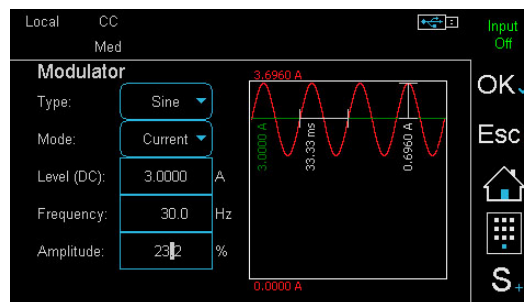 Local CC
Med
Input
Off
Modulator
Type: Sine
Mode: Current
Level (DC): 3.0000 A
Frequency: 30.0 Hz
Amplitude: 23.2 %
3.6960 A
3.0000 A
33.33 ms
0.6960 A
0.0000 A
OK
Esc
S+